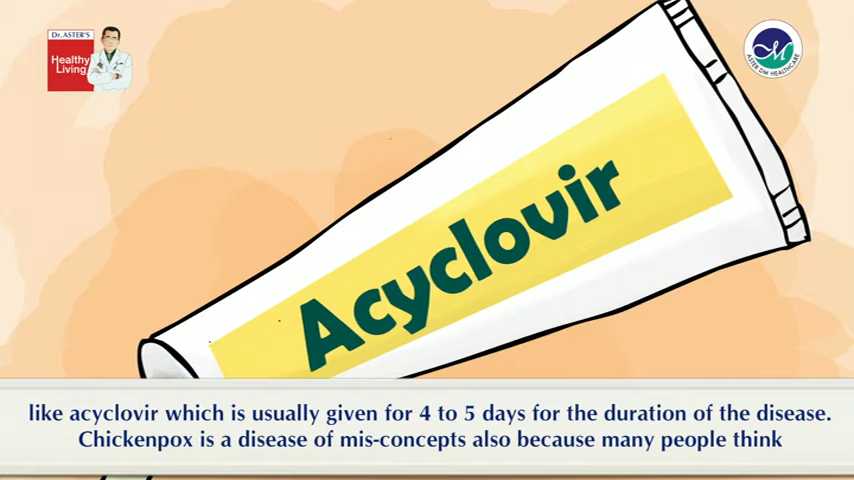 Dr. ASTER'S
Healthy
Living
ASTER DM HEALTHCARE
Acyclovir
like acyclovir which is usually given for 4 to 5 days for the duration of the disease.
Chickenpox is a disease of mis-concepts also because many people think